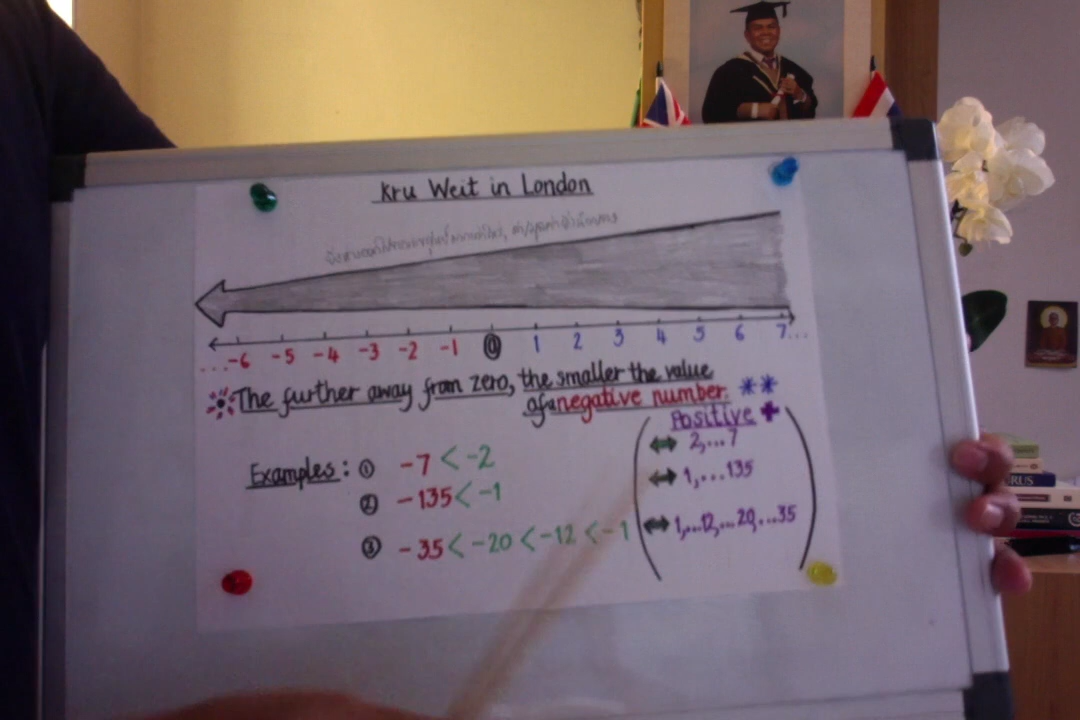 Kru Weit in London
...-6 -5 -4 -3 -2 -1 0 1 2 3 4 5 6 7...
The further away from zero, the smaller the value
of a negative number. **
Positive +
Examples: ① -7 < -2 ⇔ 2,...7
② -135 < -1 ⇔ 1,...135
③ -35 < -20 < -12 < -1 ⇔ 1,...12,...20,...35